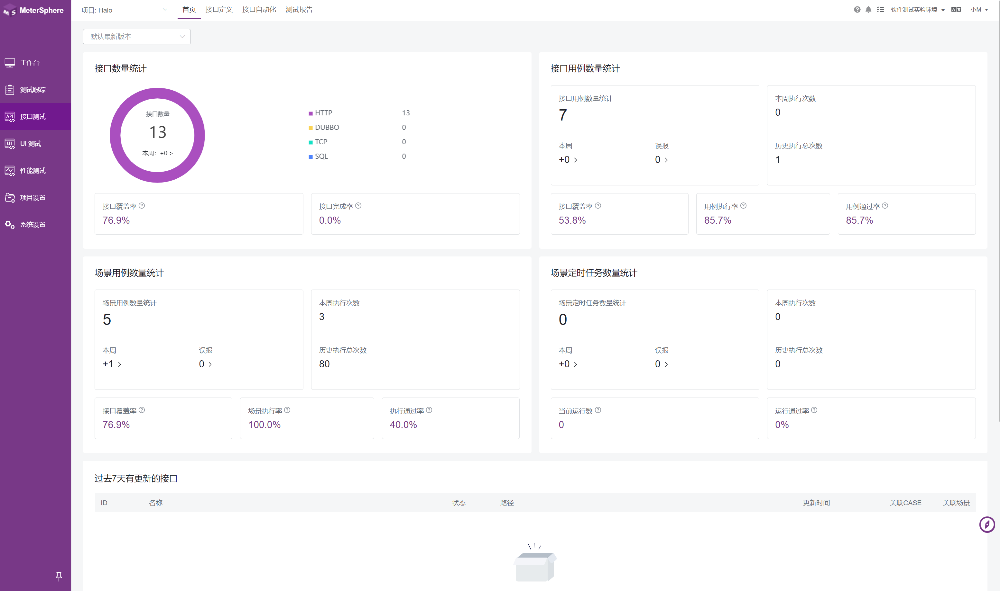 MeterSphere
项目: Halo
首页
接口定义
接口自动化
测试报告
软件测试实验环境
小M
工作台
测试跟踪
接口测试
UI 测试
性能测试
项目设置
系统设置
默认最新版本
接口数量统计
接口数量
13
本周：+0 >
HTTP 13
DUBBO 0
TCP 0
SQL 0
接口覆盖率
76.9%
接口完成率
0.0%
接口用例数量统计
接口用例数量统计
7
本周
+0
误报
0
本周执行次数
0
历史执行总次数
1
接口覆盖率
53.8%
用例执行率
85.7%
用例通过率
85.7%
场景用例数量统计
场景用例数量统计
5
本周
+1
误报
0
本周执行次数
3
历史执行总次数
80
接口覆盖率
76.9%
场景执行率
100.0%
执行通过率
40.0%
场景定时任务数量统计
场景定时任务数量统计
0
本周
+0
误报
0
本周执行次数
0
历史执行总次数
0
当前运行数
0
运行通过率
0%
过去7天有更新的接口
ID 名称 状态 路径 更新时间 关联CASE 关联场景